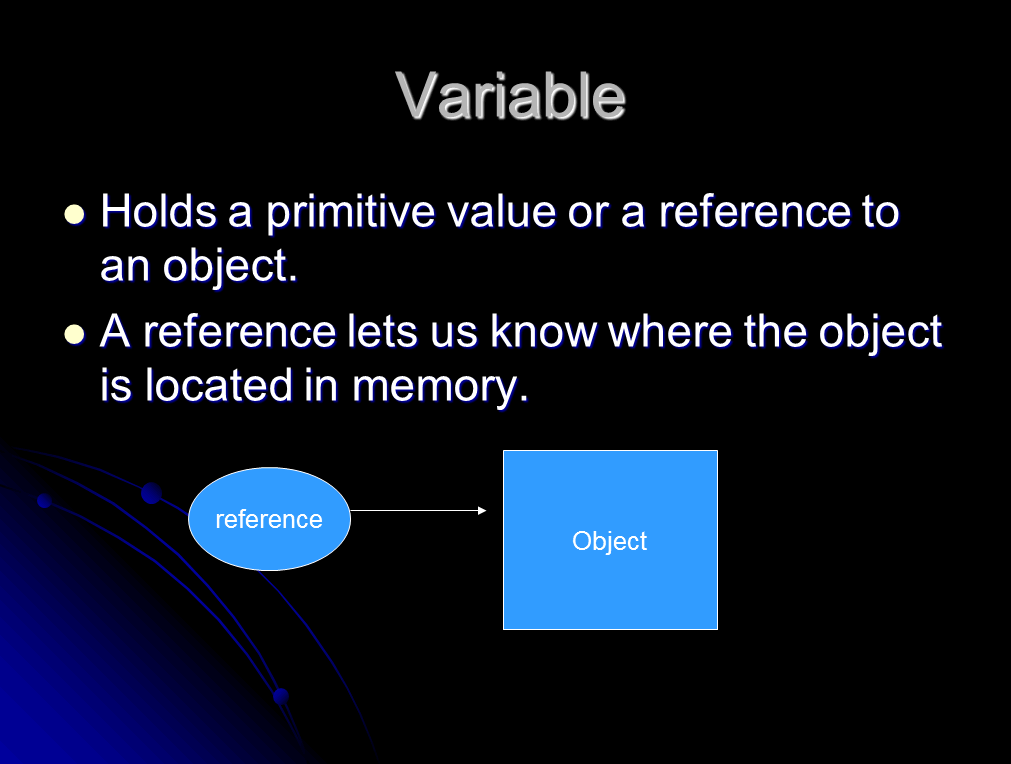 Variable
Holds a primitive value or a reference to
an object.
A reference lets us know where the object
is located in memory.
reference
Object